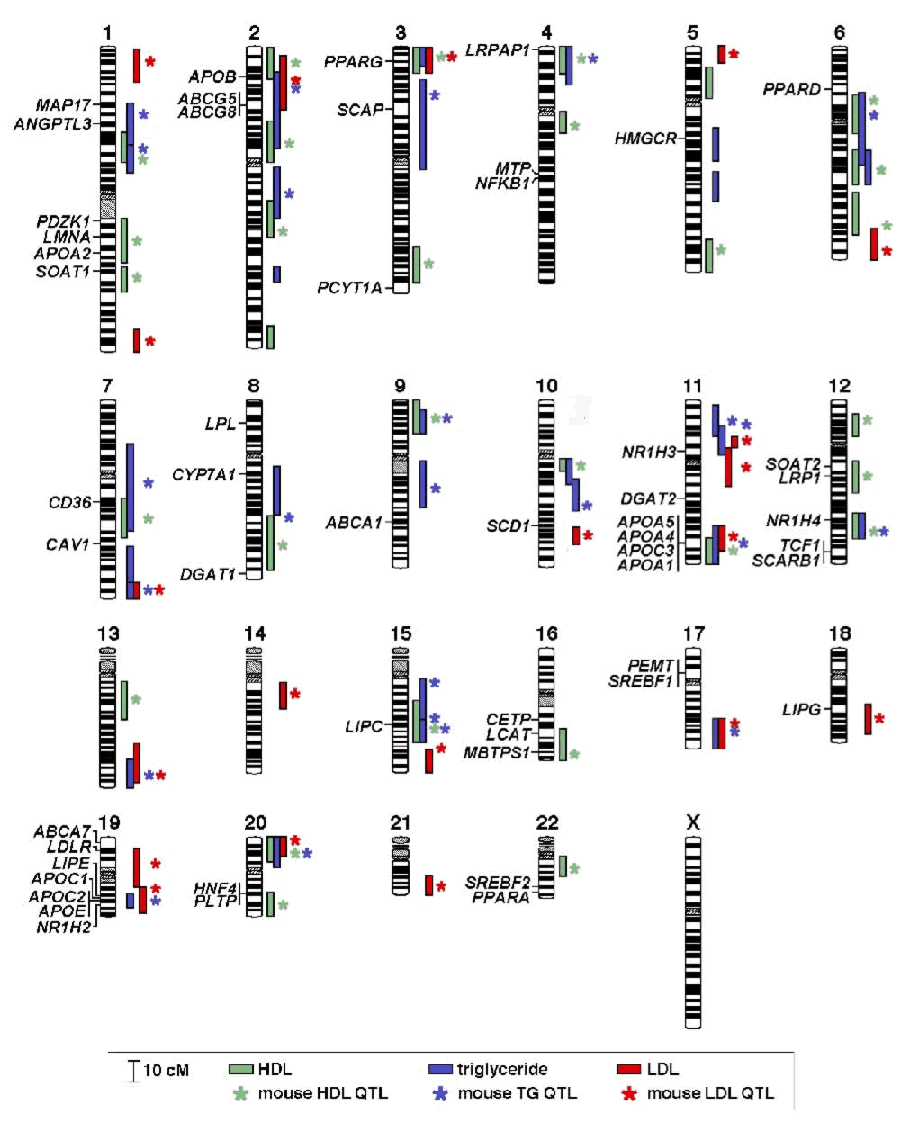 1 2 3 4 5 6
MAP17
ANGPTL3
PDZK1
LMNA
APOA2
SOAT1
APOB
ABCG5
ABCG8
PPARG
SCAP
PCYT1A
LRPAP1
MTP
NFKB1
HMGCR
PPARD
7 8 9 10 11 12
CD36
CAV1
LPL
CYP7A1
DGAT1
ABCA1
SCD1
NR1H3
DGAT2
APOA5
APOA4
APOC3
APOA1
SOAT2
LRP1
NR1H4
TCF1
SCARB1
13 14 15 16 17 18
LIPC
CETP
LCAT
MBTPS1
PEMT
SREBF1
LIPG
19 20 21 22 X
ABCA7
LDLR
LIPE
APOC1
APOC2
APOE
NR1H2
HNF4
PLTP
SREBF2
PPARA
10 cM HDL triglyceride LDL
mouse HDL QTL mouse TG QTL mouse LDL QTL